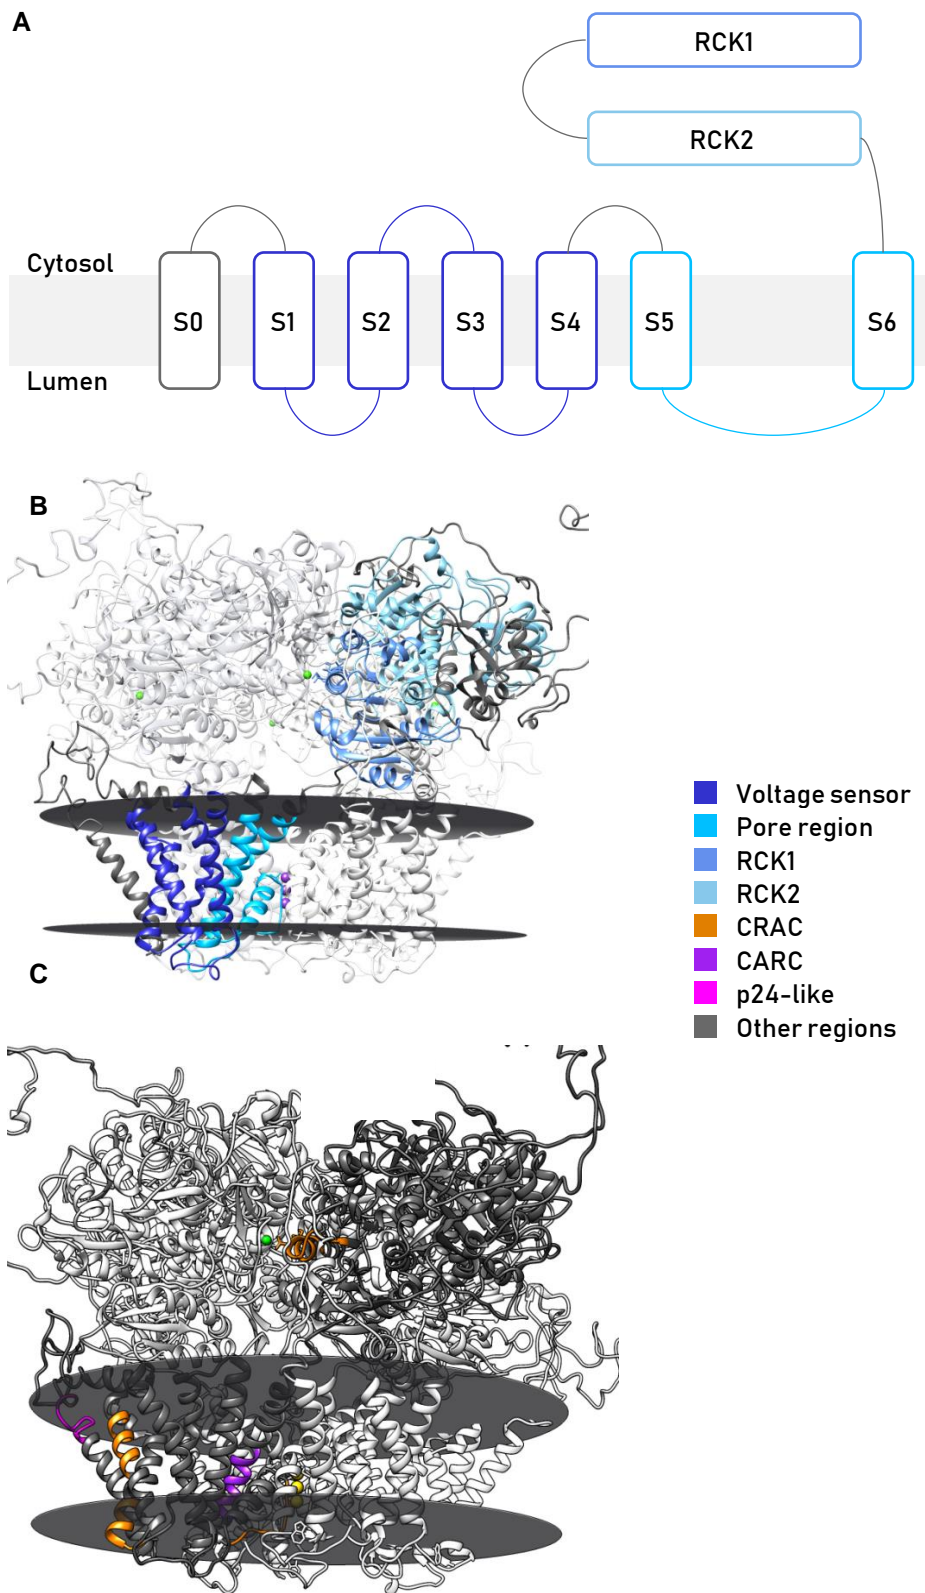 A
RCK1
RCK2
Cytosol
S0 S1 S2 S3 S4 S5 S6
Lumen
B
Voltage sensor
Pore region
RCK1
RCK2
CRAC
CARC
p24-like
Other regions
C